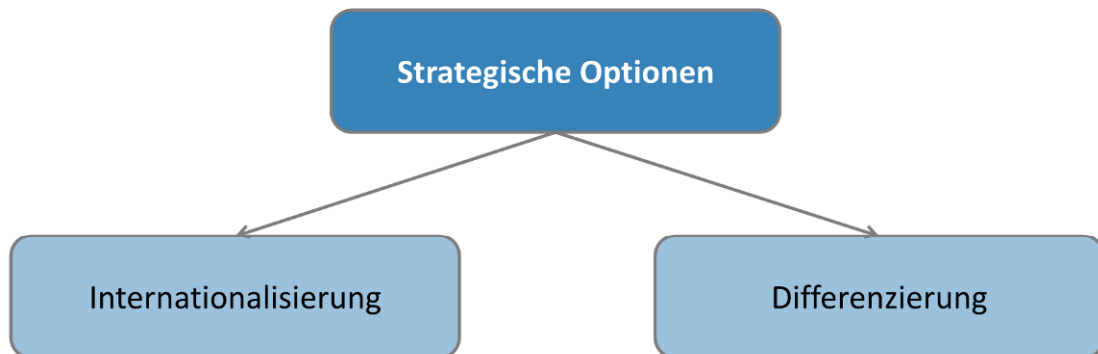 Strategische Optionen
Internationalisierung
Differenzierung